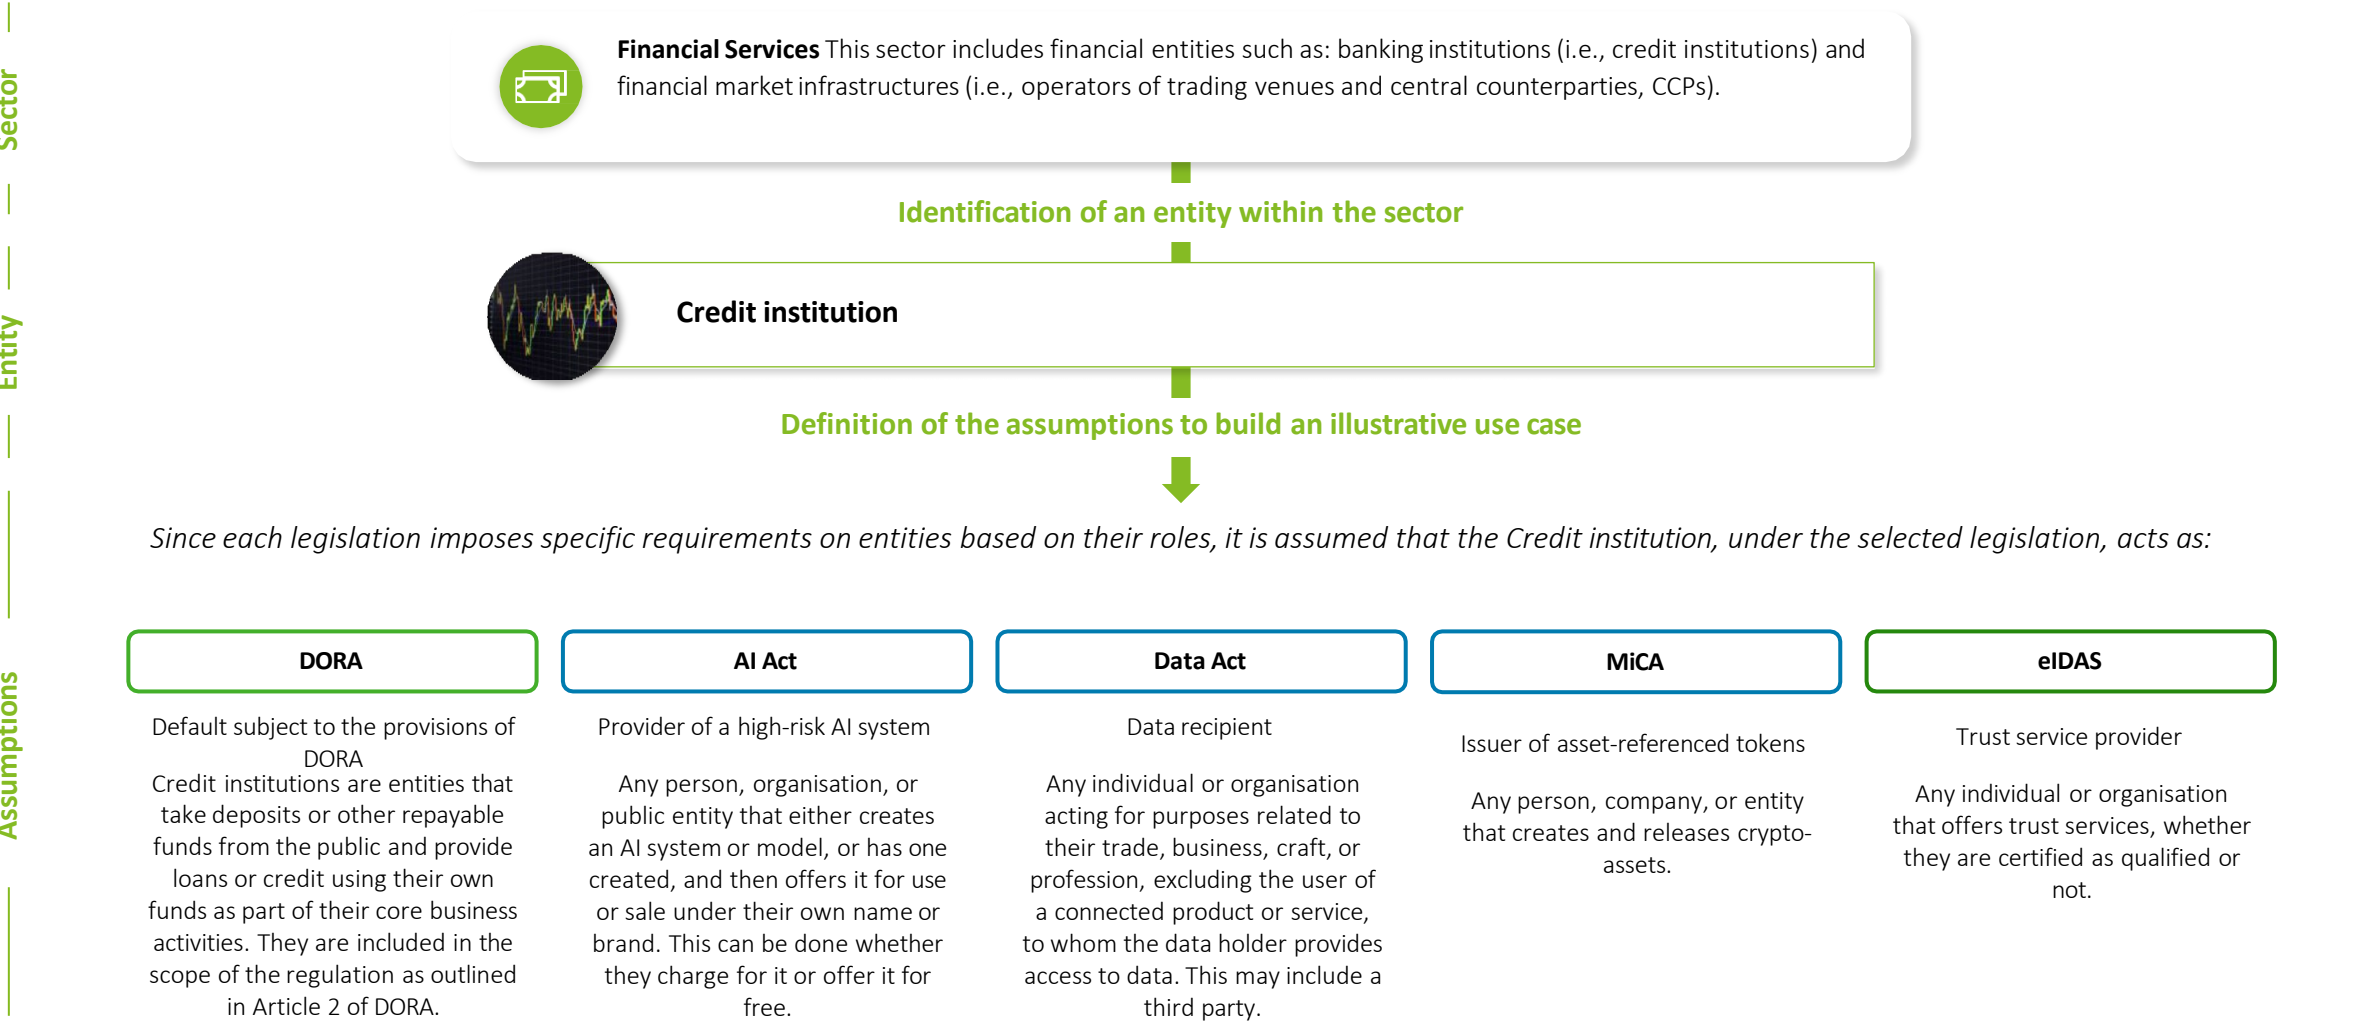 Sector
Financial Services This sector includes financial entities such as: banking institutions (i.e., credit institutions) and
financial market infrastructures (i.e., operators of trading venues and central counterparties, CCPs).
Identification of an entity within the sector
Entity
Credit institution
Definition of the assumptions to build an illustrative use case
Assumptions
Since each legislation imposes specific requirements on entities based on their roles, it is assumed that the Credit institution, under the selected legislation, acts as:
DORA
Default subject to the provisions of
DORA
Credit institutions are entities that
take deposits or other repayable
funds from the public and provide
loans or credit using their own
funds as part of their core business
activities. They are included in the
scope of the regulation as outlined
in Article 2 of DORA.
AI Act
Provider of a high-risk AI system
Any person, organisation, or
public entity that either creates
an AI system or model, or has one
created, and then offers it for use
or sale under their own name or
brand. This can be done whether
they charge for it or offer it for
free.
Data Act
Data recipient
Any individual or organisation
acting for purposes related to
their trade, business, craft, or
profession, excluding the user of
a connected product or service,
to whom the data holder provides
access to data. This may include a
third party.
MiCA
Issuer of asset-referenced tokens
Any person, company, or entity
that creates and releases crypto-
assets.
eIDAS
Trust service provider
Any individual or organisation
that offers trust services, whether
they are certified as qualified or
not.